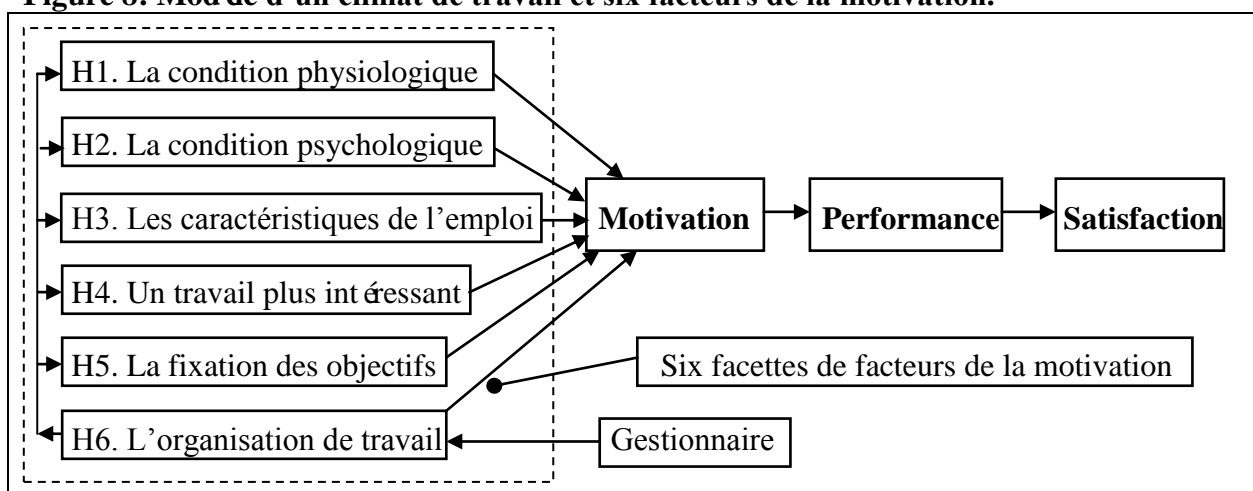 Figure 8: Modèle d'un climat de travail et six facteurs de la motivation.
H1. La condition physiologique
H2. La condition psychologique
H3. Les caractéristiques de l'emploi
Motivation
Performance
Satisfaction
H4. Un travail plus intéressant
H5. La fixation des objectifs
Six facettes de facteurs de la motivation
H6. L'organisation de travail
Gestionnaire